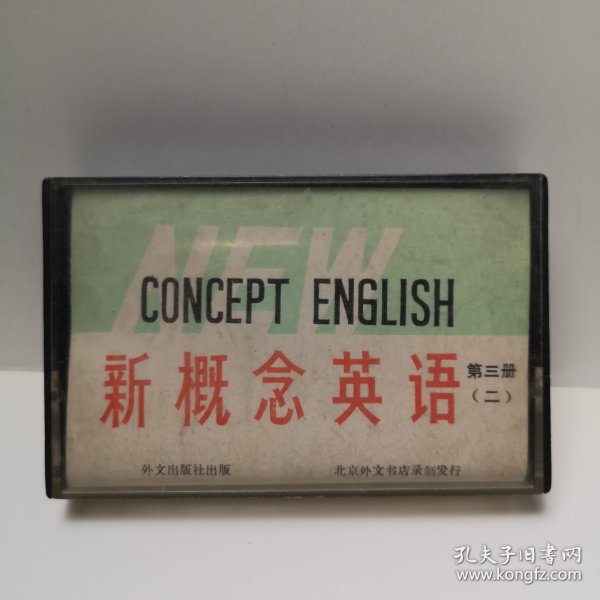 NEW
CONCEPT ENGLISH
新概念英语 第三册
（二）
外文出版社出版 北京外文书店录制发行
孔夫子旧书网
www.kongfz.com